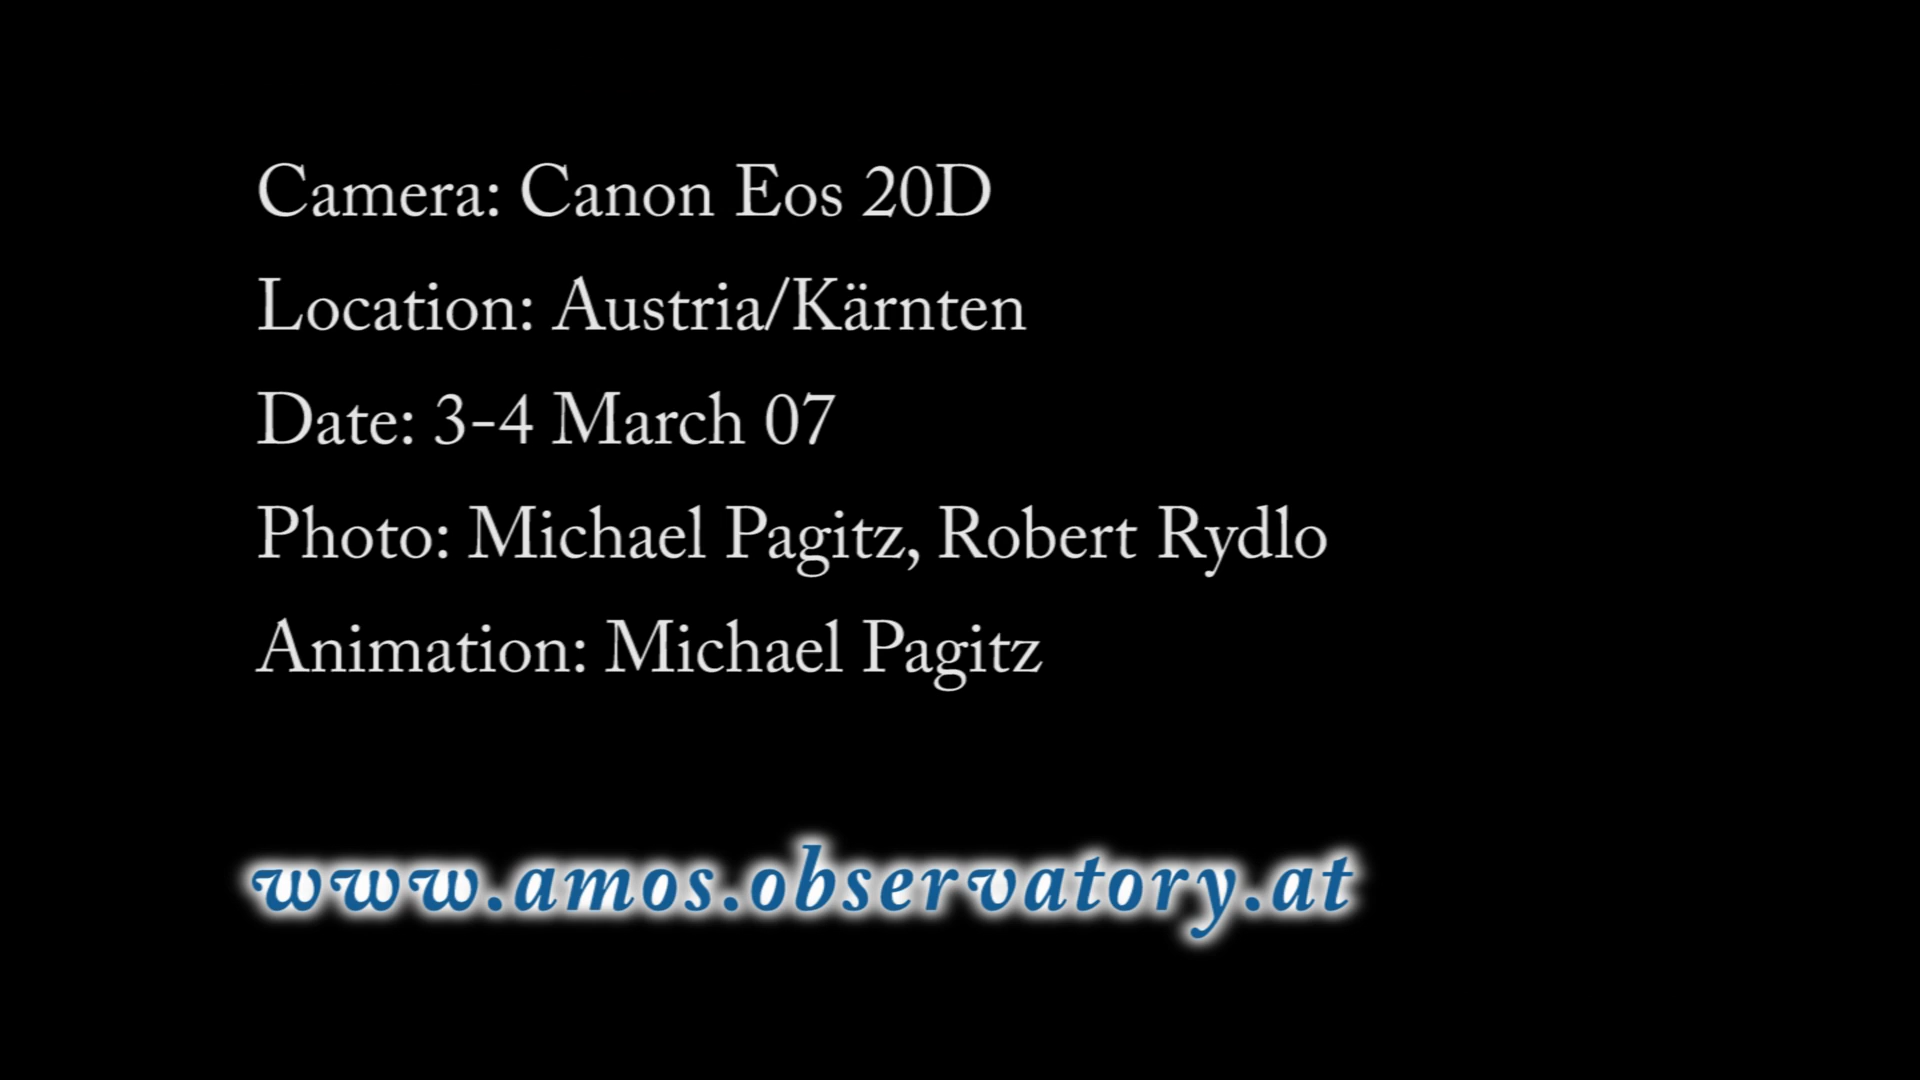 Camera: Canon Eos 20D
Location: Austria/Kärnten
Date: 3-4 March 07
Photo: Michael Pagitz, Robert Rydlo
Animation: Michael Pagitz
www.amos.observatory.at